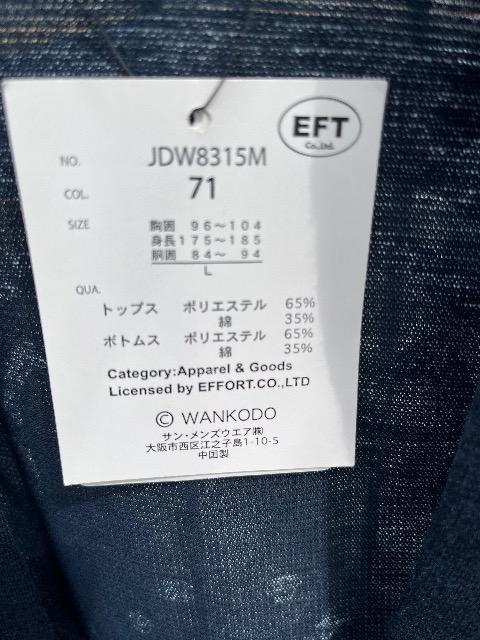 EFT
Co.,Ltd.
NO. JDW8315M
COL. 71
SIZE 胸囲 96～104
身長175～185
胴囲 84～ 94
L
QUA.
トップス ポリエステル 65%
綿 35%
ボトムス ポリエステル 65%
綿 35%
Category:Apparel & Goods
Licensed by EFFORT.CO.,LTD
© WANKODO
サン・メンズウエア㈱
大阪市西区江之子島1-10-5
中国製